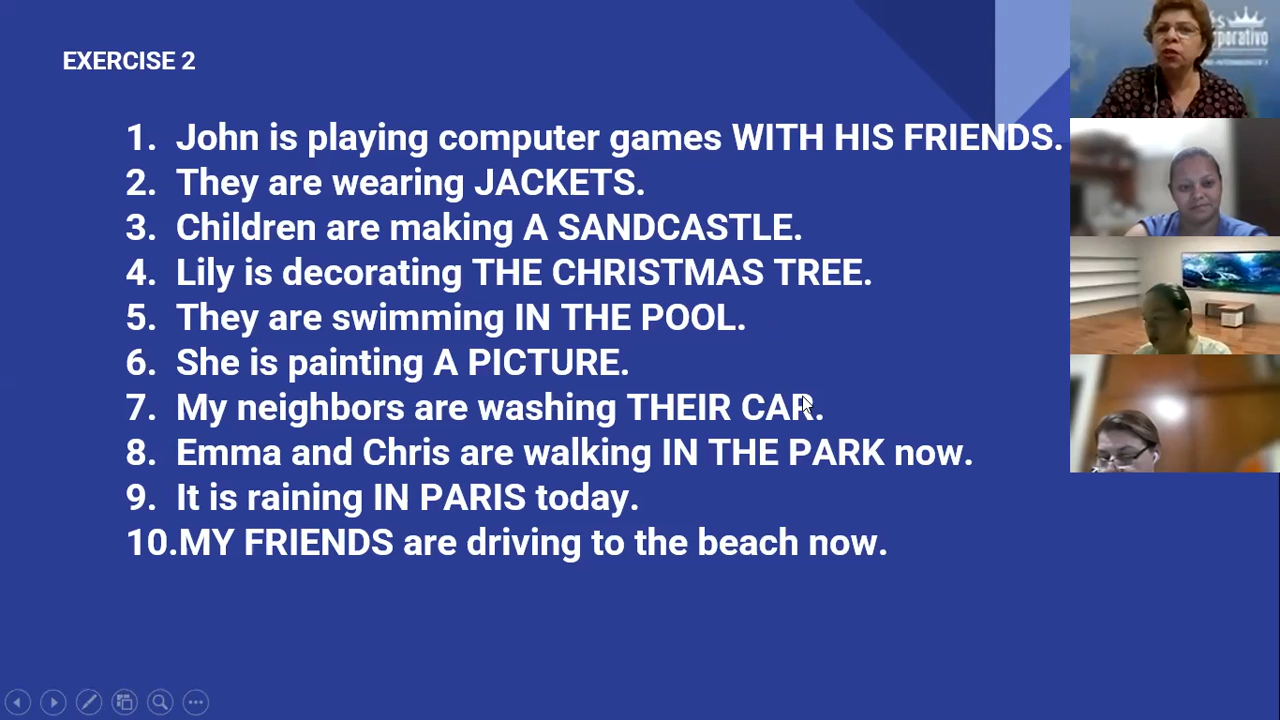 EXERCISE 2
1. John is playing computer games WITH HIS FRIENDS.
2. They are wearing JACKETS.
3. Children are making A SANDCASTLE.
4. Lily is decorating THE CHRISTMAS TREE.
5. They are swimming IN THE POOL.
6. She is painting A PICTURE.
7. My neighbors are washing THEIR CAR.
8. Emma and Chris are walking IN THE PARK now.
9. It is raining IN PARIS today.
10.MY FRIENDS are driving to the beach now.